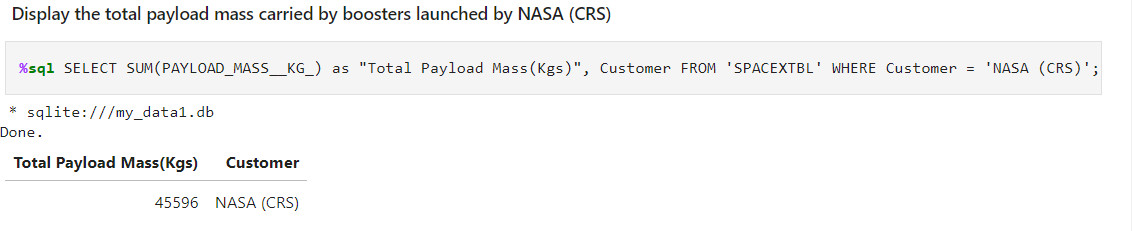 Display the total payload mass carried by boosters launched by NASA (CRS)
%sql SELECT SUM(PAYLOAD_MASS__KG_) as "Total Payload Mass(Kgs)", Customer FROM 'SPACEXTBL' WHERE Customer = 'NASA (CRS)';
* sqlite:///my_data1.db
Done.
Total Payload Mass(Kgs) Customer
45596 NASA (CRS)